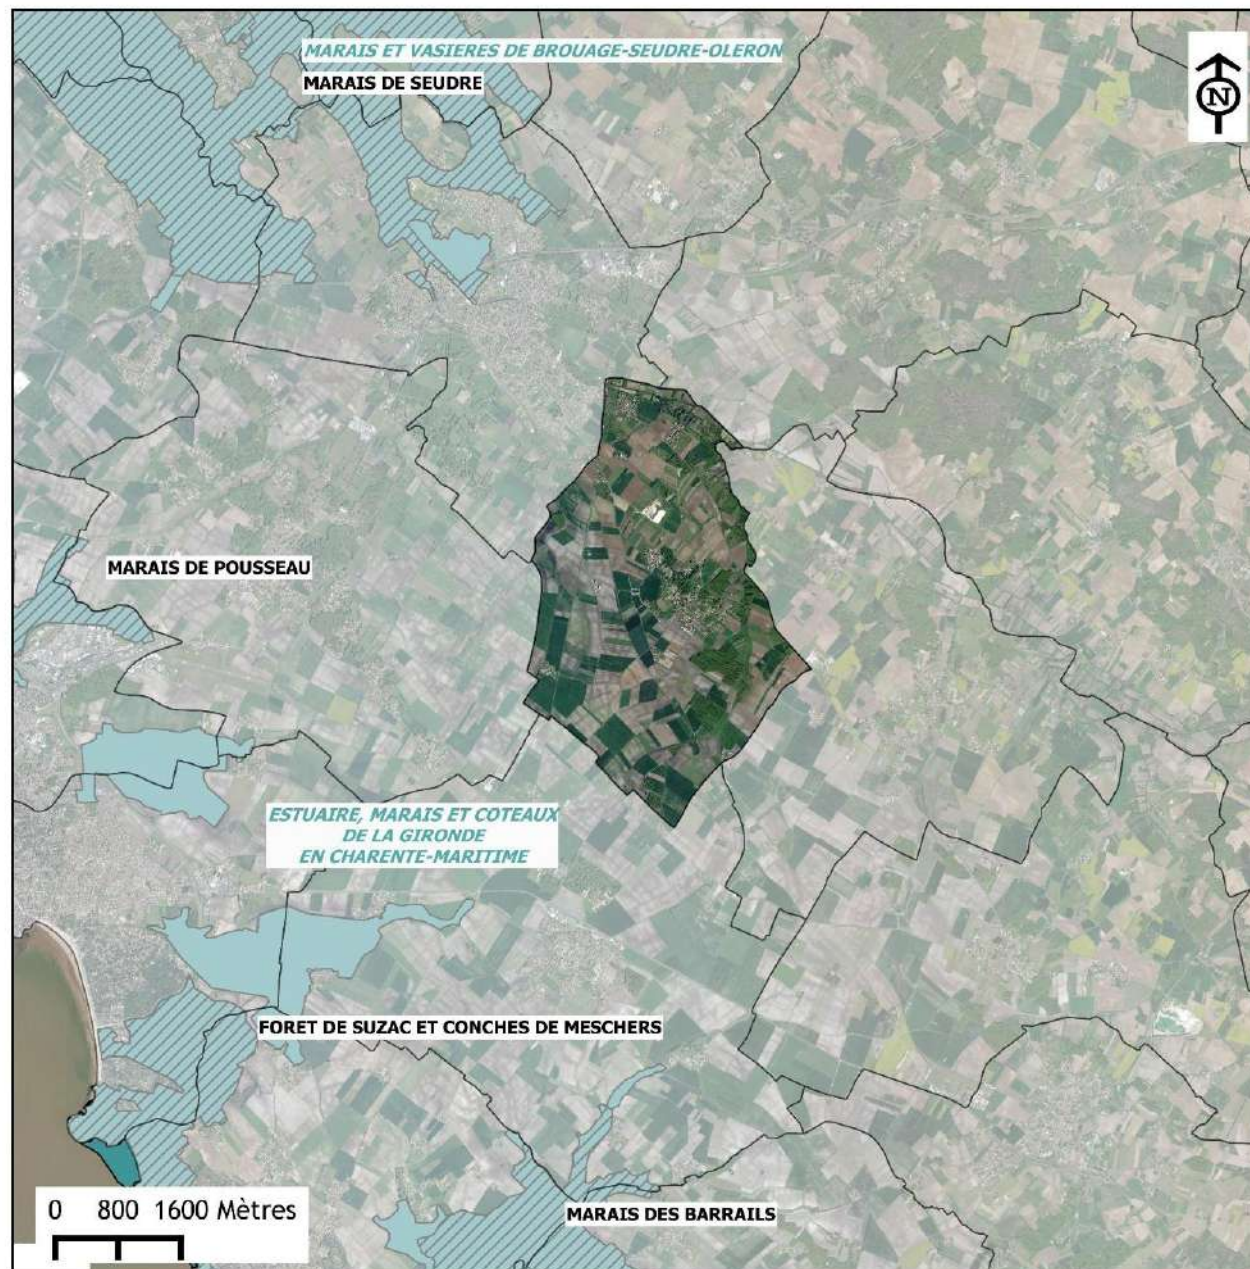 MARAIS ET VASIERES DE BROUAGE-SEUDRE-OLERON
MARAIS DE SEUDRE
N
MARAIS DE POUSSEAU
ESTUAIRE, MARAIS ET COTEAUX
DE LA GIRONDE
EN CHARENTE-MARITIME
FORET DE SUZAC ET CONCHES DE MESCHERS
MARAIS DES BARRAILS
0 800 1600 Mètres